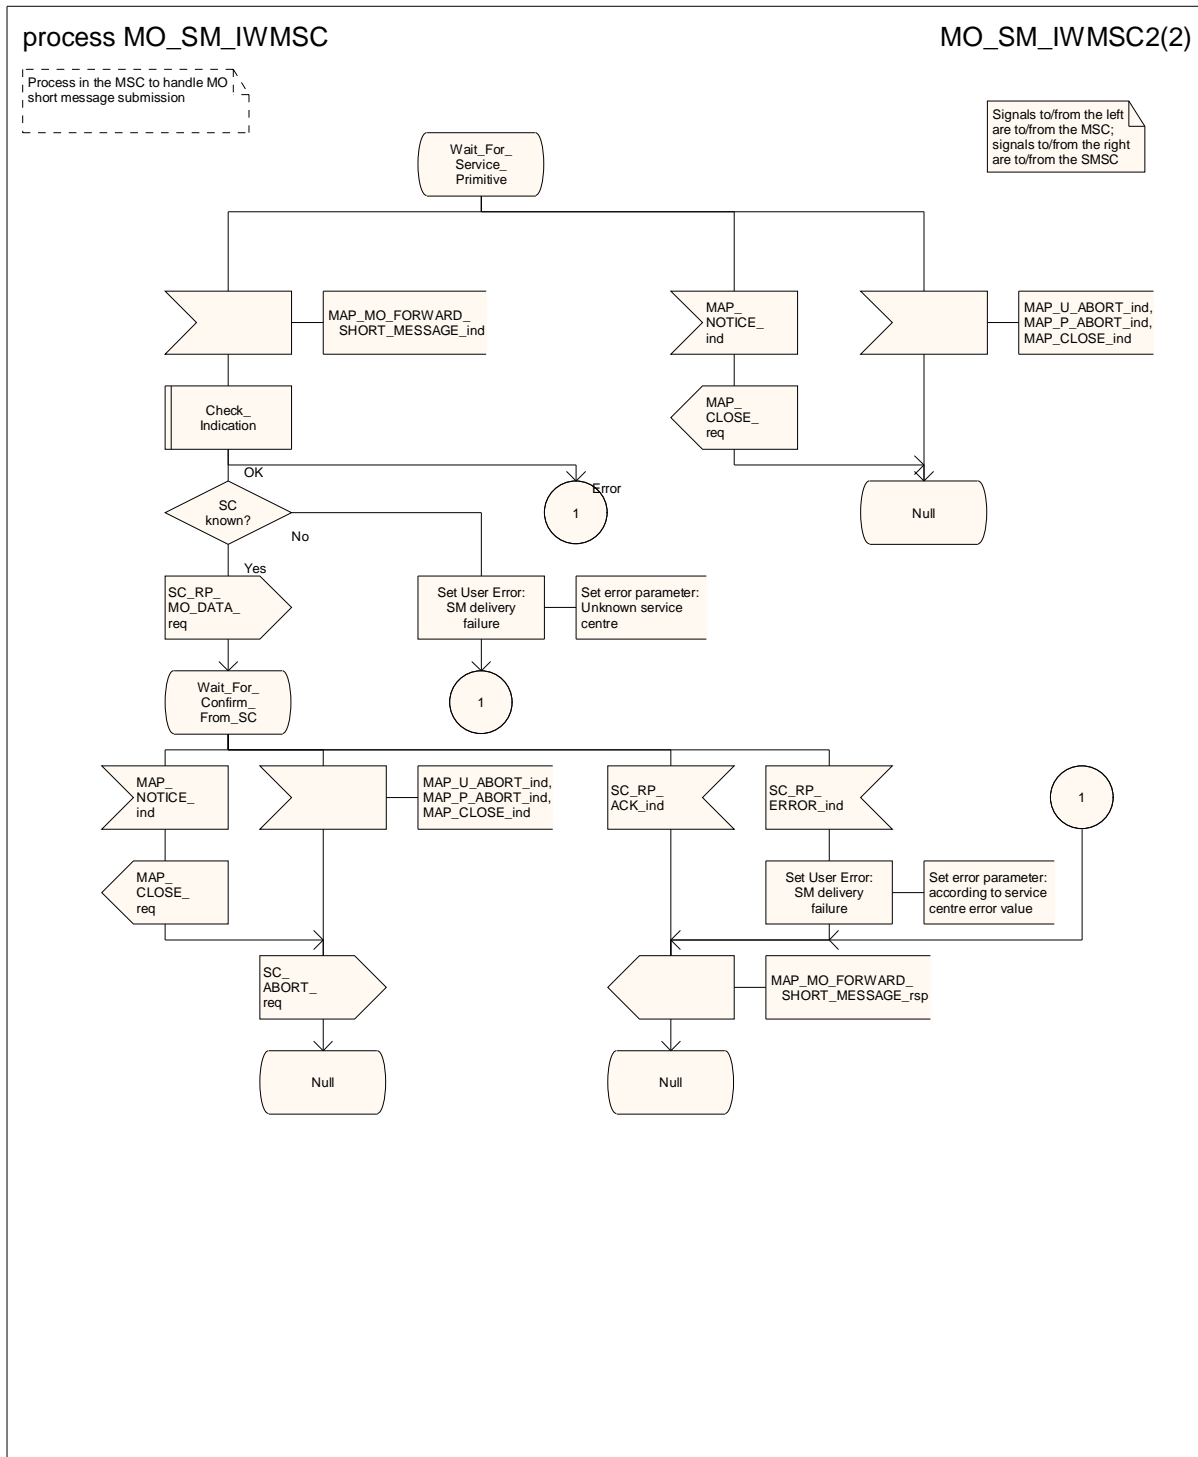 process MO_SM_IWMSC
MO_SM_IWMSC2(2)
Process in the MSC to handle MO
short message submission
Signals to/from the left
are to/from the MSC;
signals to/from the right
are to/from the SMSC
Wait_For_
Service_
Primitive
MAP_MO_FORWARD_
SHORT_MESSAGE_ind
MAP_
NOTICE_
ind
MAP_U_ABORT_ind,
MAP_P_ABORT_ind,
MAP_CLOSE_ind
Check_
Indication
MAP_
CLOSE_
req
OK
Error
SC
known?
1
Null
No
Yes
SC_RP_
MO_DATA_
req
Set User Error:
SM delivery
failure
Set error parameter:
Unknown service
centre
Wait_For_
Confirm_
From_SC
1
MAP_
NOTICE_
ind
MAP_U_ABORT_ind,
MAP_P_ABORT_ind,
MAP_CLOSE_ind
SC_RP_
ACK_ind
SC_RP_
ERROR_ind
1
MAP_
CLOSE_
req
Set User Error:
SM delivery
failure
Set error parameter:
according to service
centre error value
SC_
ABORT_
req
MAP_MO_FORWARD_
SHORT_MESSAGE_rsp
Null
Null